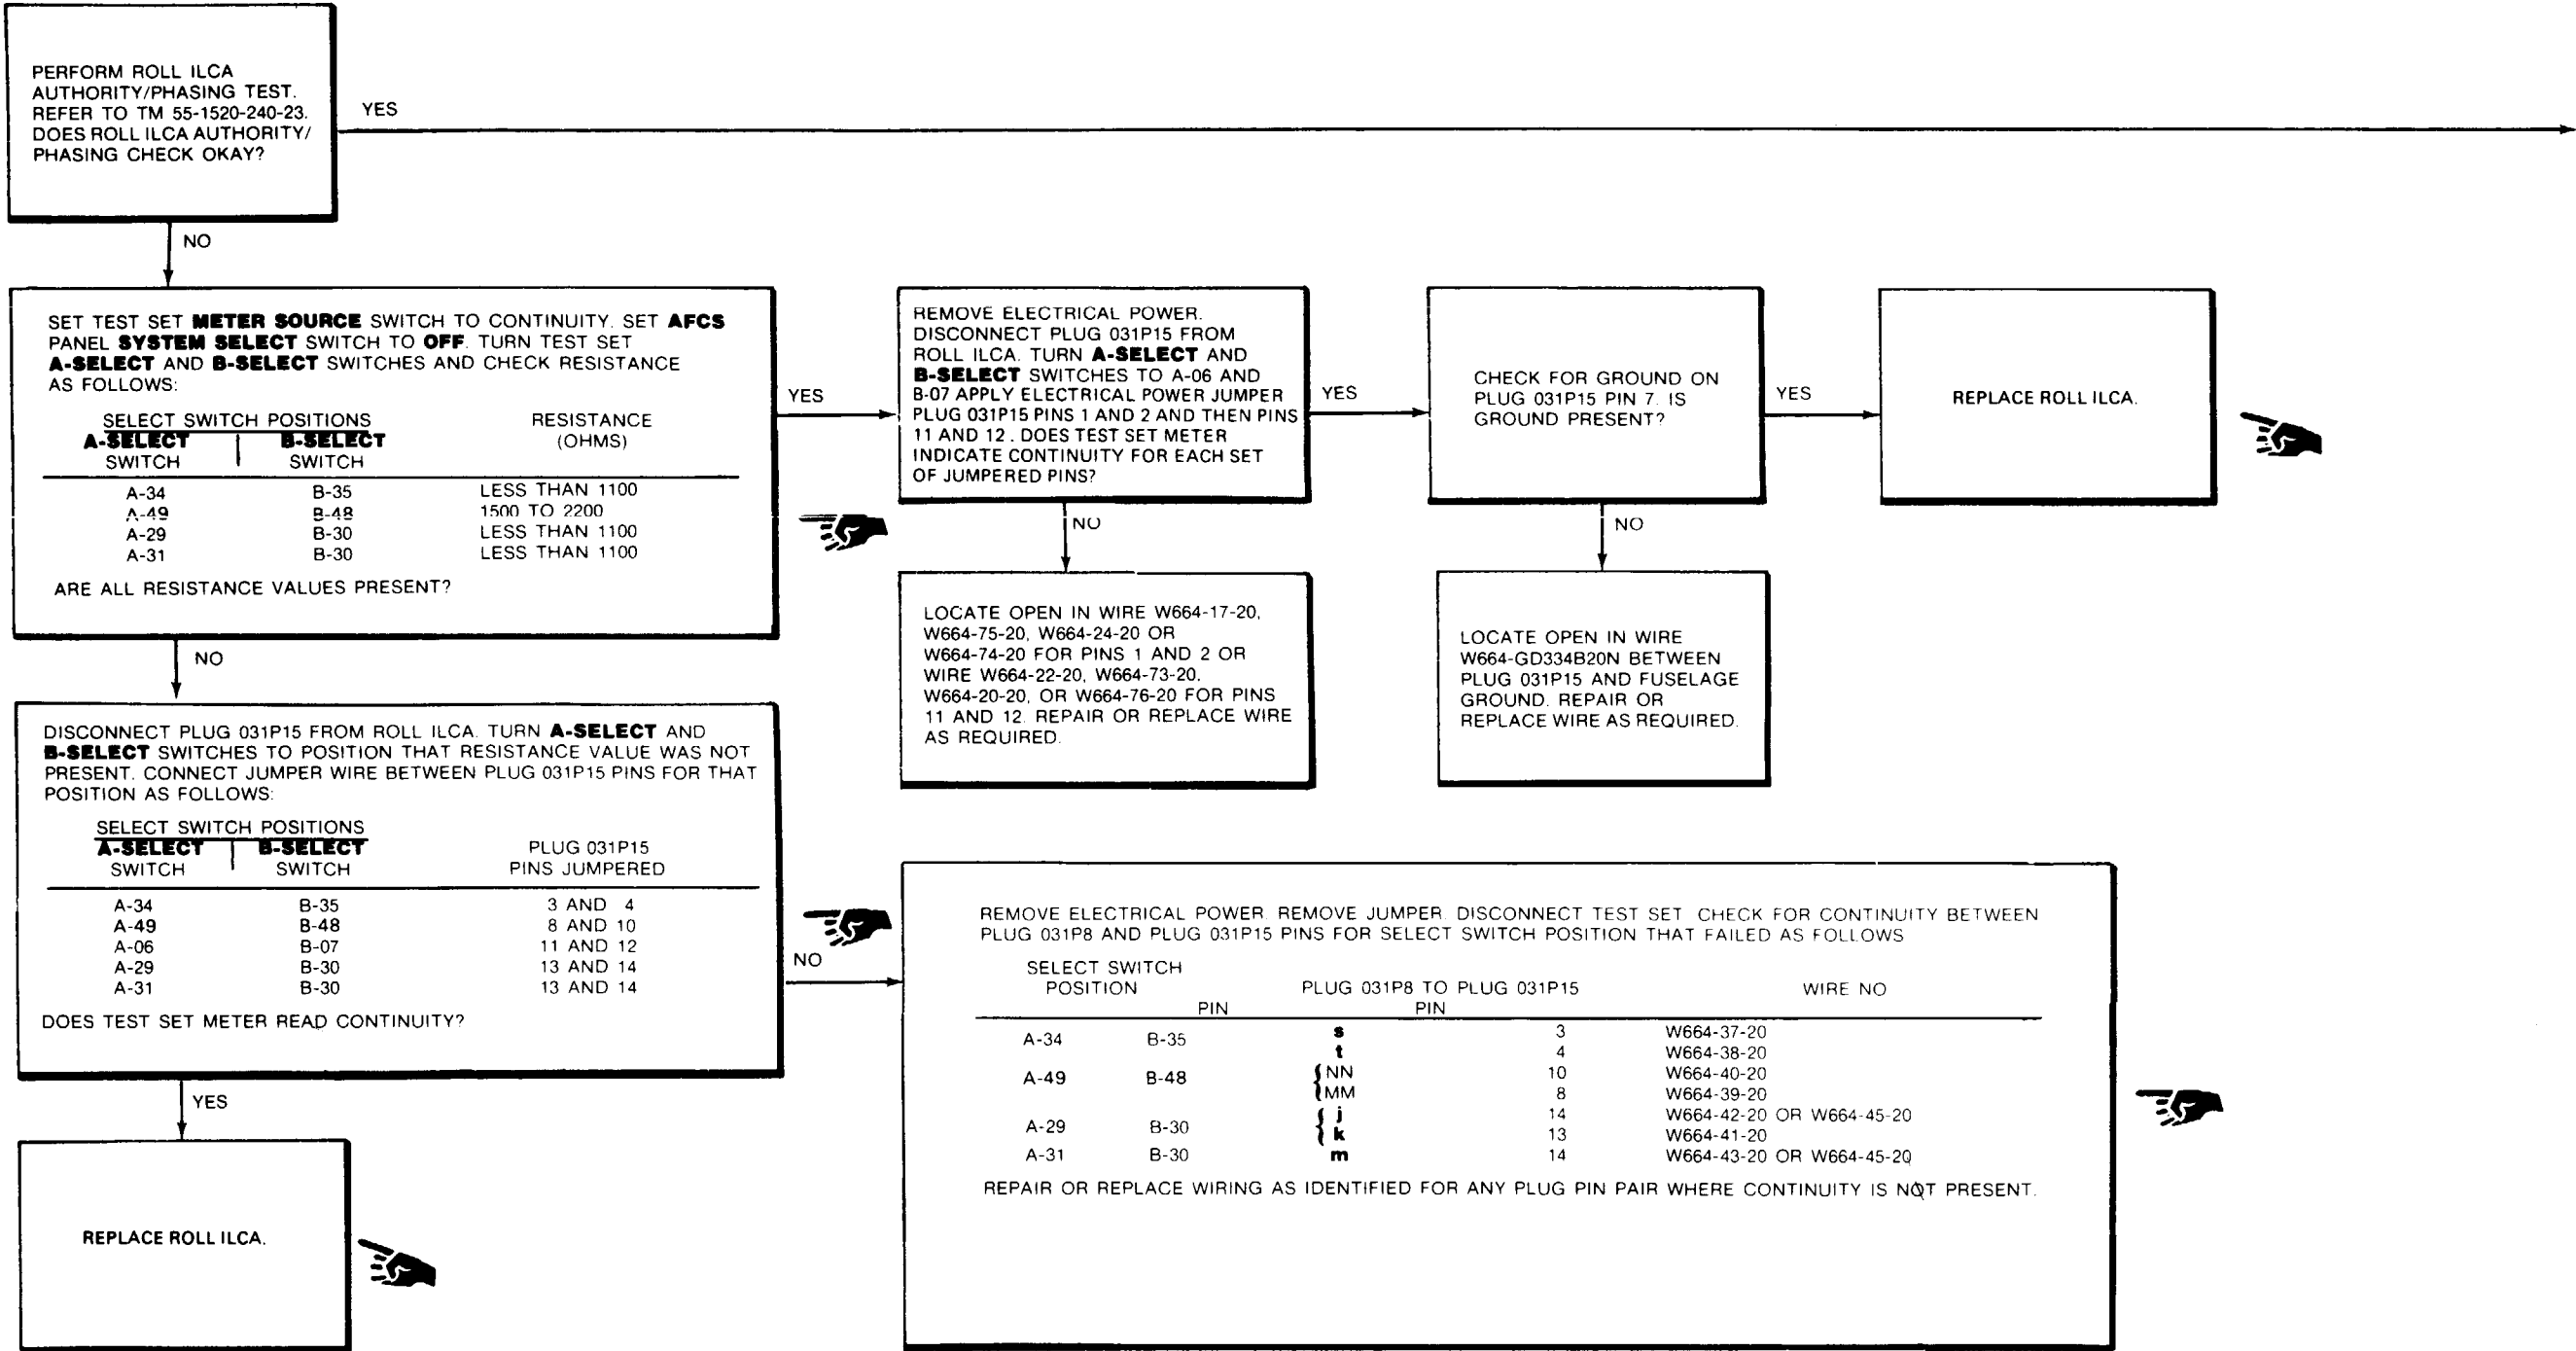 PERFORM ROLL ILCA
AUTHORITY/PHASING TEST.
REFER TO TM 55-1520-240-23.
DOES ROLL ILCA AUTHORITY/
PHASING CHECK OKAY?
YES
NO
SET TEST SET METER SOURCE SWITCH TO CONTINUITY. SET AFCS
PANEL SYSTEM SELECT SWITCH TO OFF. TURN TEST SET
A-SELECT AND B-SELECT SWITCHES AND CHECK RESISTANCE
AS FOLLOWS:
SELECT SWITCH POSITIONS RESISTANCE
A-SELECT B-SELECT (OHMS)
SWITCH SWITCH
A-34 B-35 LESS THAN 1100
A-49 B-48 1500 TO 2200
A-29 B-30 LESS THAN 1100
A-31 B-30 LESS THAN 1100
ARE ALL RESISTANCE VALUES PRESENT?
YES
REMOVE ELECTRICAL POWER.
DISCONNECT PLUG 031P15 FROM
ROLL ILCA. TURN A-SELECT AND
B-SELECT SWITCHES TO A-06 AND
B-07 APPLY ELECTRICAL POWER JUMPER
PLUG 031P15 PINS 1 AND 2 AND THEN PINS
11 AND 12. DOES TEST SET METER
INDICATE CONTINUITY FOR EACH SET
OF JUMPERED PINS?
YES
CHECK FOR GROUND ON
PLUG 031P15 PIN 7. IS
GROUND PRESENT?
YES
REPLACE ROLL ILCA.
NO
LOCATE OPEN IN WIRE W664-17-20,
W664-75-20, W664-24-20 OR
W664-74-20 FOR PINS 1 AND 2 OR
WIRE W664-22-20, W664-73-20.
W664-20-20, OR W664-76-20 FOR PINS
11 AND 12. REPAIR OR REPLACE WIRE
AS REQUIRED.
NO
LOCATE OPEN IN WIRE
W664-GD334B20N BETWEEN
PLUG 031P15 AND FUSELAGE
GROUND. REPAIR OR
REPLACE WIRE AS REQUIRED.
NO
DISCONNECT PLUG 031P15 FROM ROLL ILCA. TURN A-SELECT AND
B-SELECT SWITCHES TO POSITION THAT RESISTANCE VALUE WAS NOT
PRESENT. CONNECT JUMPER WIRE BETWEEN PLUG 031P15 PINS FOR THAT
POSITION AS FOLLOWS:
SELECT SWITCH POSITIONS
A-SELECT B-SELECT PLUG 031P15
SWITCH SWITCH PINS JUMPERED
A-34 B-35 3 AND 4
A-49 B-48 8 AND 10
A-06 B-07 11 AND 12
A-29 B-30 13 AND 14
A-31 B-30 13 AND 14
DOES TEST SET METER READ CONTINUITY?
NO
REMOVE ELECTRICAL POWER. REMOVE JUMPER. DISCONNECT TEST SET CHECK FOR CONTINUITY BETWEEN
PLUG 031P8 AND PLUG 031P15 PINS FOR SELECT SWITCH POSITION THAT FAILED AS FOLLOWS
SELECT SWITCH
POSITION PLUG 031P8 TO PLUG 031P15 WIRE NO
PIN PIN
A-34 B-35 s 3 W664-37-20
t 4 W664-38-20
A-49 B-48 NN 10 W664-40-20
MM 8 W664-39-20
A-29 B-30 j 14 W664-42-20 OR W664-45-20
k 13 W664-41-20
A-31 B-30 m 14 W664-43-20 OR W664-45-20
REPAIR OR REPLACE WIRING AS IDENTIFIED FOR ANY PLUG PIN PAIR WHERE CONTINUITY IS NOT PRESENT.
YES
REPLACE ROLL ILCA.